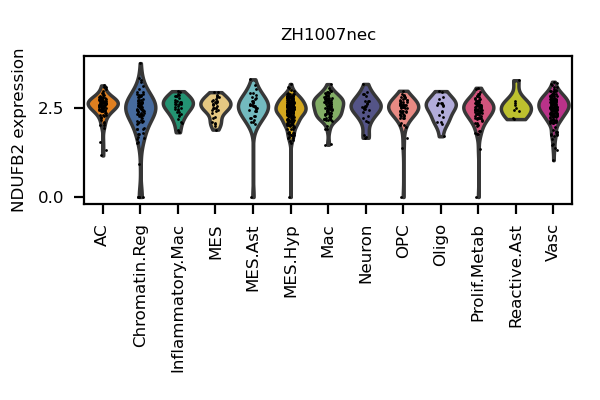 ZH1007nec
NDUFB2 expression
2.5
0.0
AC
Chromatin.Reg
Inflammatory.Mac
MES
MES.Ast
MES.Hyp
Mac
Neuron
OPC
Oligo
Prolif.Metab
Reactive.Ast
Vasc